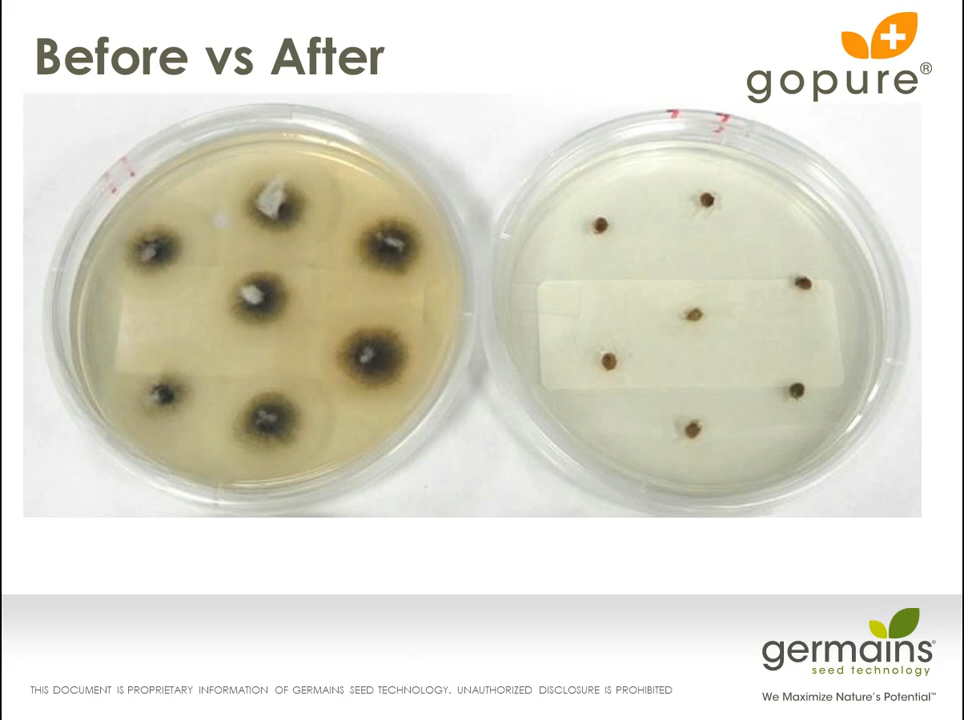 Before vs After
gopure®
THIS DOCUMENT IS PROPRIETARY INFORMATION OF GERMAINS SEED TECHNOLOGY. UNAUTHORIZED DISCLOSURE IS PROHIBITED
germains®
seed technology
We Maximize Nature's Potential™